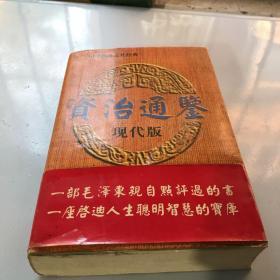 資治通鑒
現代版
一部毛澤東親自點評過的書
一座啓迪人生聰明智慧的寶庫